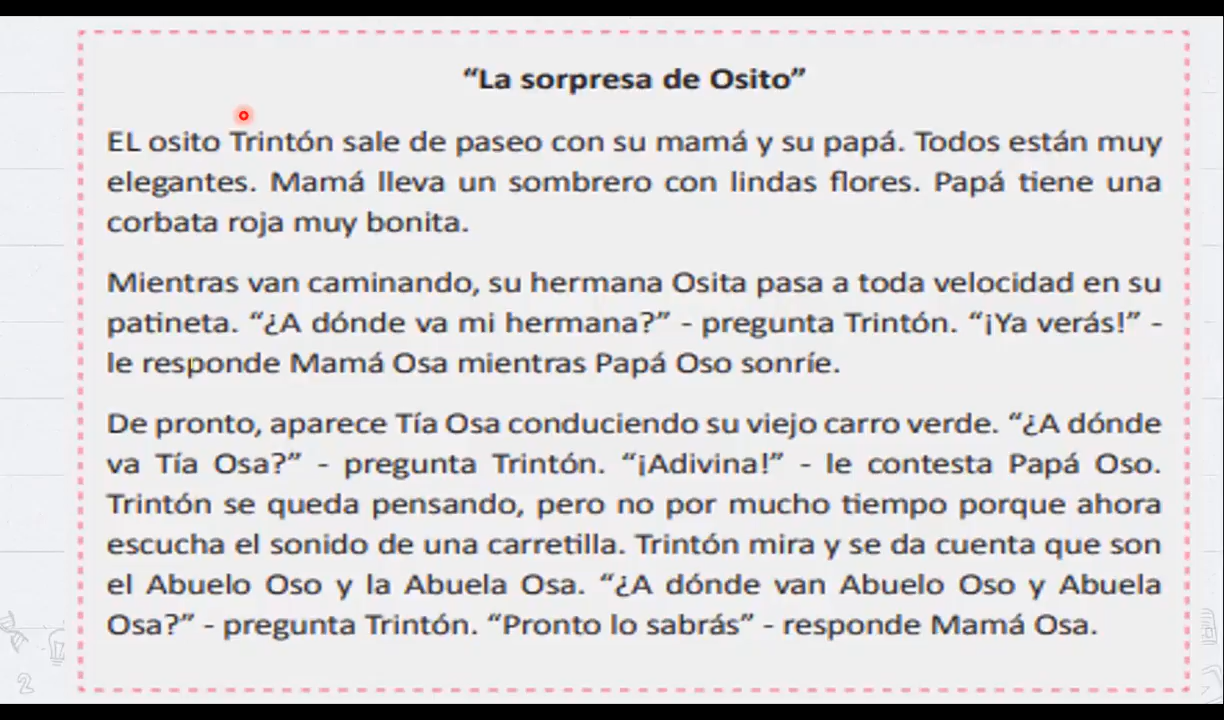 “La sorpresa de Osito”
EL osito Trintón sale de paseo con su mamá y su papá. Todos están muy
elegantes. Mamá lleva un sombrero con lindas flores. Papá tiene una
corbata roja muy bonita.
Mientras van caminando, su hermana Osita pasa a toda velocidad en su
patineta. “¿A dónde va mi hermana?” - pregunta Trintón. “¡Ya verás!” -
le responde Mamá Osa mientras Papá Oso sonríe.
De pronto, aparece Tía Osa conduciendo su viejo carro verde. “¿A dónde
va Tía Osa?” - pregunta Trintón. “¡Adivina!” - le contesta Papá Oso.
Trintón se queda pensando, pero no por mucho tiempo porque ahora
escucha el sonido de una carretilla. Trintón mira y se da cuenta que son
el Abuelo Oso y la Abuela Osa. “¿A dónde van Abuelo Oso y Abuela
Osa?” - pregunta Trintón. “Pronto lo sabrás” - responde Mamá Osa.
2